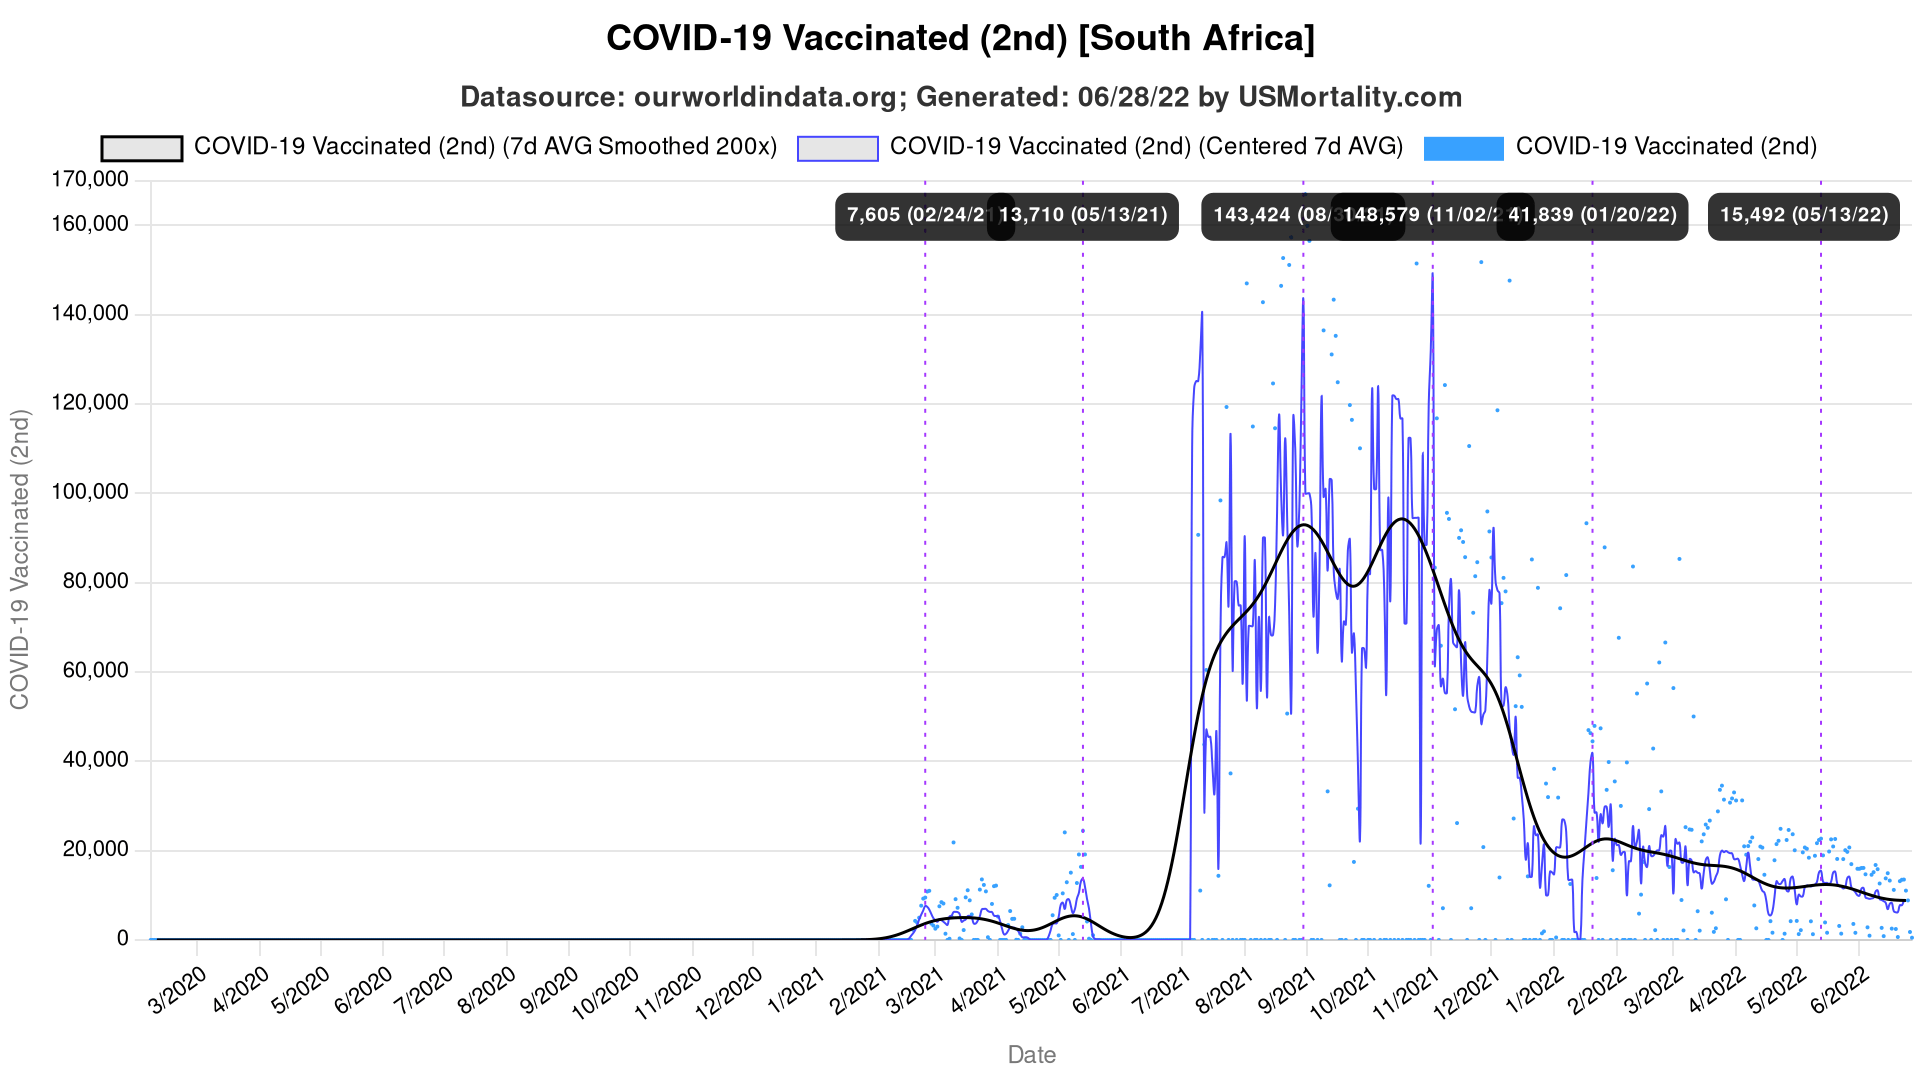 COVID-19 Vaccinated (2nd) [South Africa]
Datasource: ourworldindata.org; Generated: 06/28/22 by USMortality.com
COVID-19 Vaccinated (2nd) (7d AVG Smoothed 200x) COVID-19 Vaccinated (2nd) (Centered 7d AVG) COVID-19 Vaccinated (2nd)
170,000
160,000
140,000
120,000
100,000
80,000
60,000
40,000
20,000
0
COVID-19 Vaccinated (2nd)
7,605 (02/24/21) 13,710 (05/13/21) 143,424 (08/ 148,579 (11/02/2 41,839 (01/20/22) 15,492 (05/13/22)
3/2020 4/2020 5/2020 6/2020 7/2020 8/2020 9/2020 10/2020 11/2020 12/2020 1/2021 2/2021 3/2021 4/2021 5/2021 6/2021 7/2021 8/2021 9/2021 10/2021 11/2021 12/2021 1/2022 2/2022 3/2022 4/2022 5/2022 6/2022
Date